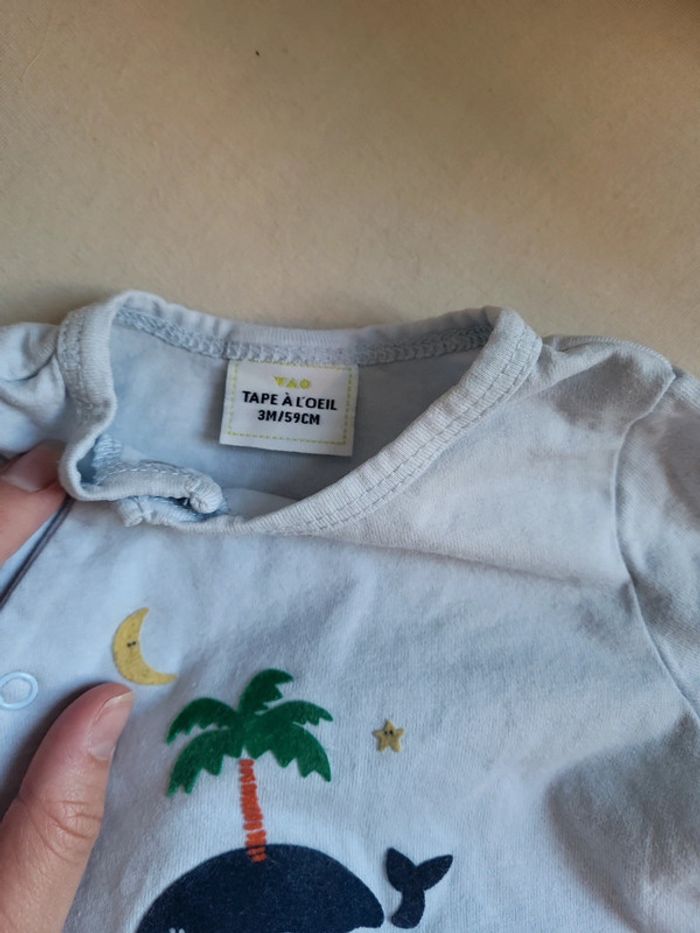 TAO
TAPE À L'OEIL
3M/59CM